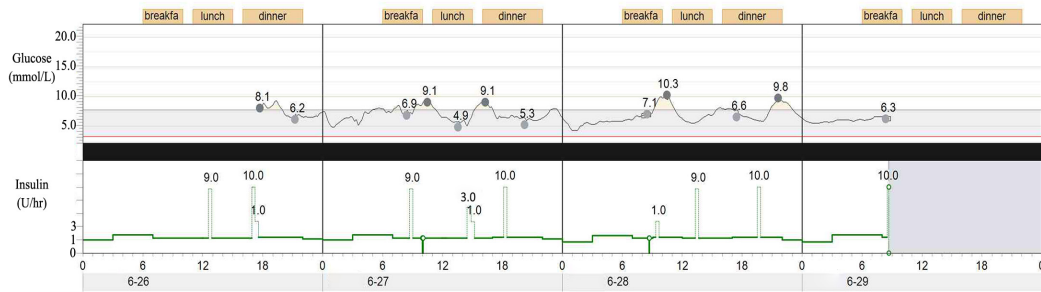 breakfa lunch dinner breakfa lunch dinner breakfa lunch dinner breakfa lunch dinner
20.0
Glucose 15.0
(mmol/L)
10.0
5.0
8.1 6.2 6.9 9.1 4.9 9.1 5.3 7.1 10.3 6.6 9.8 6.3
Insulin
(U/hr)
9.0 10.0 1.0 9.0 3.0 1.0 10.0 1.0 9.0 10.0 10.0
3
1
0
0 6 12 18 0 6 12 18 0 6 12 18 0 6 12 18
6-26 6-27 6-28 6-29